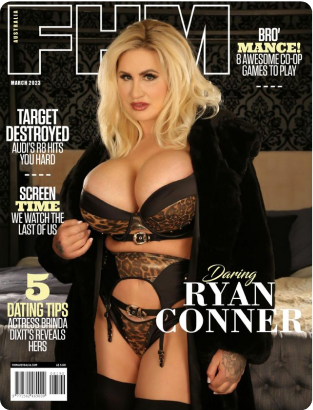 AUSTRALIA
FHM
MARCH 2023
BRO'
MANCE!
8 AWESOME CO-OP
GAMES TO PLAY
TARGET
DESTROYED
AUDI'S R8 HITS
YOU HARD
SCREEN
TIME
WE WATCH THE
LAST OF US
5
DATING TIPS
ACTRESS BRINDA
DIXIT'S REVEALS
HERS
Daring
RYAN
CONNER